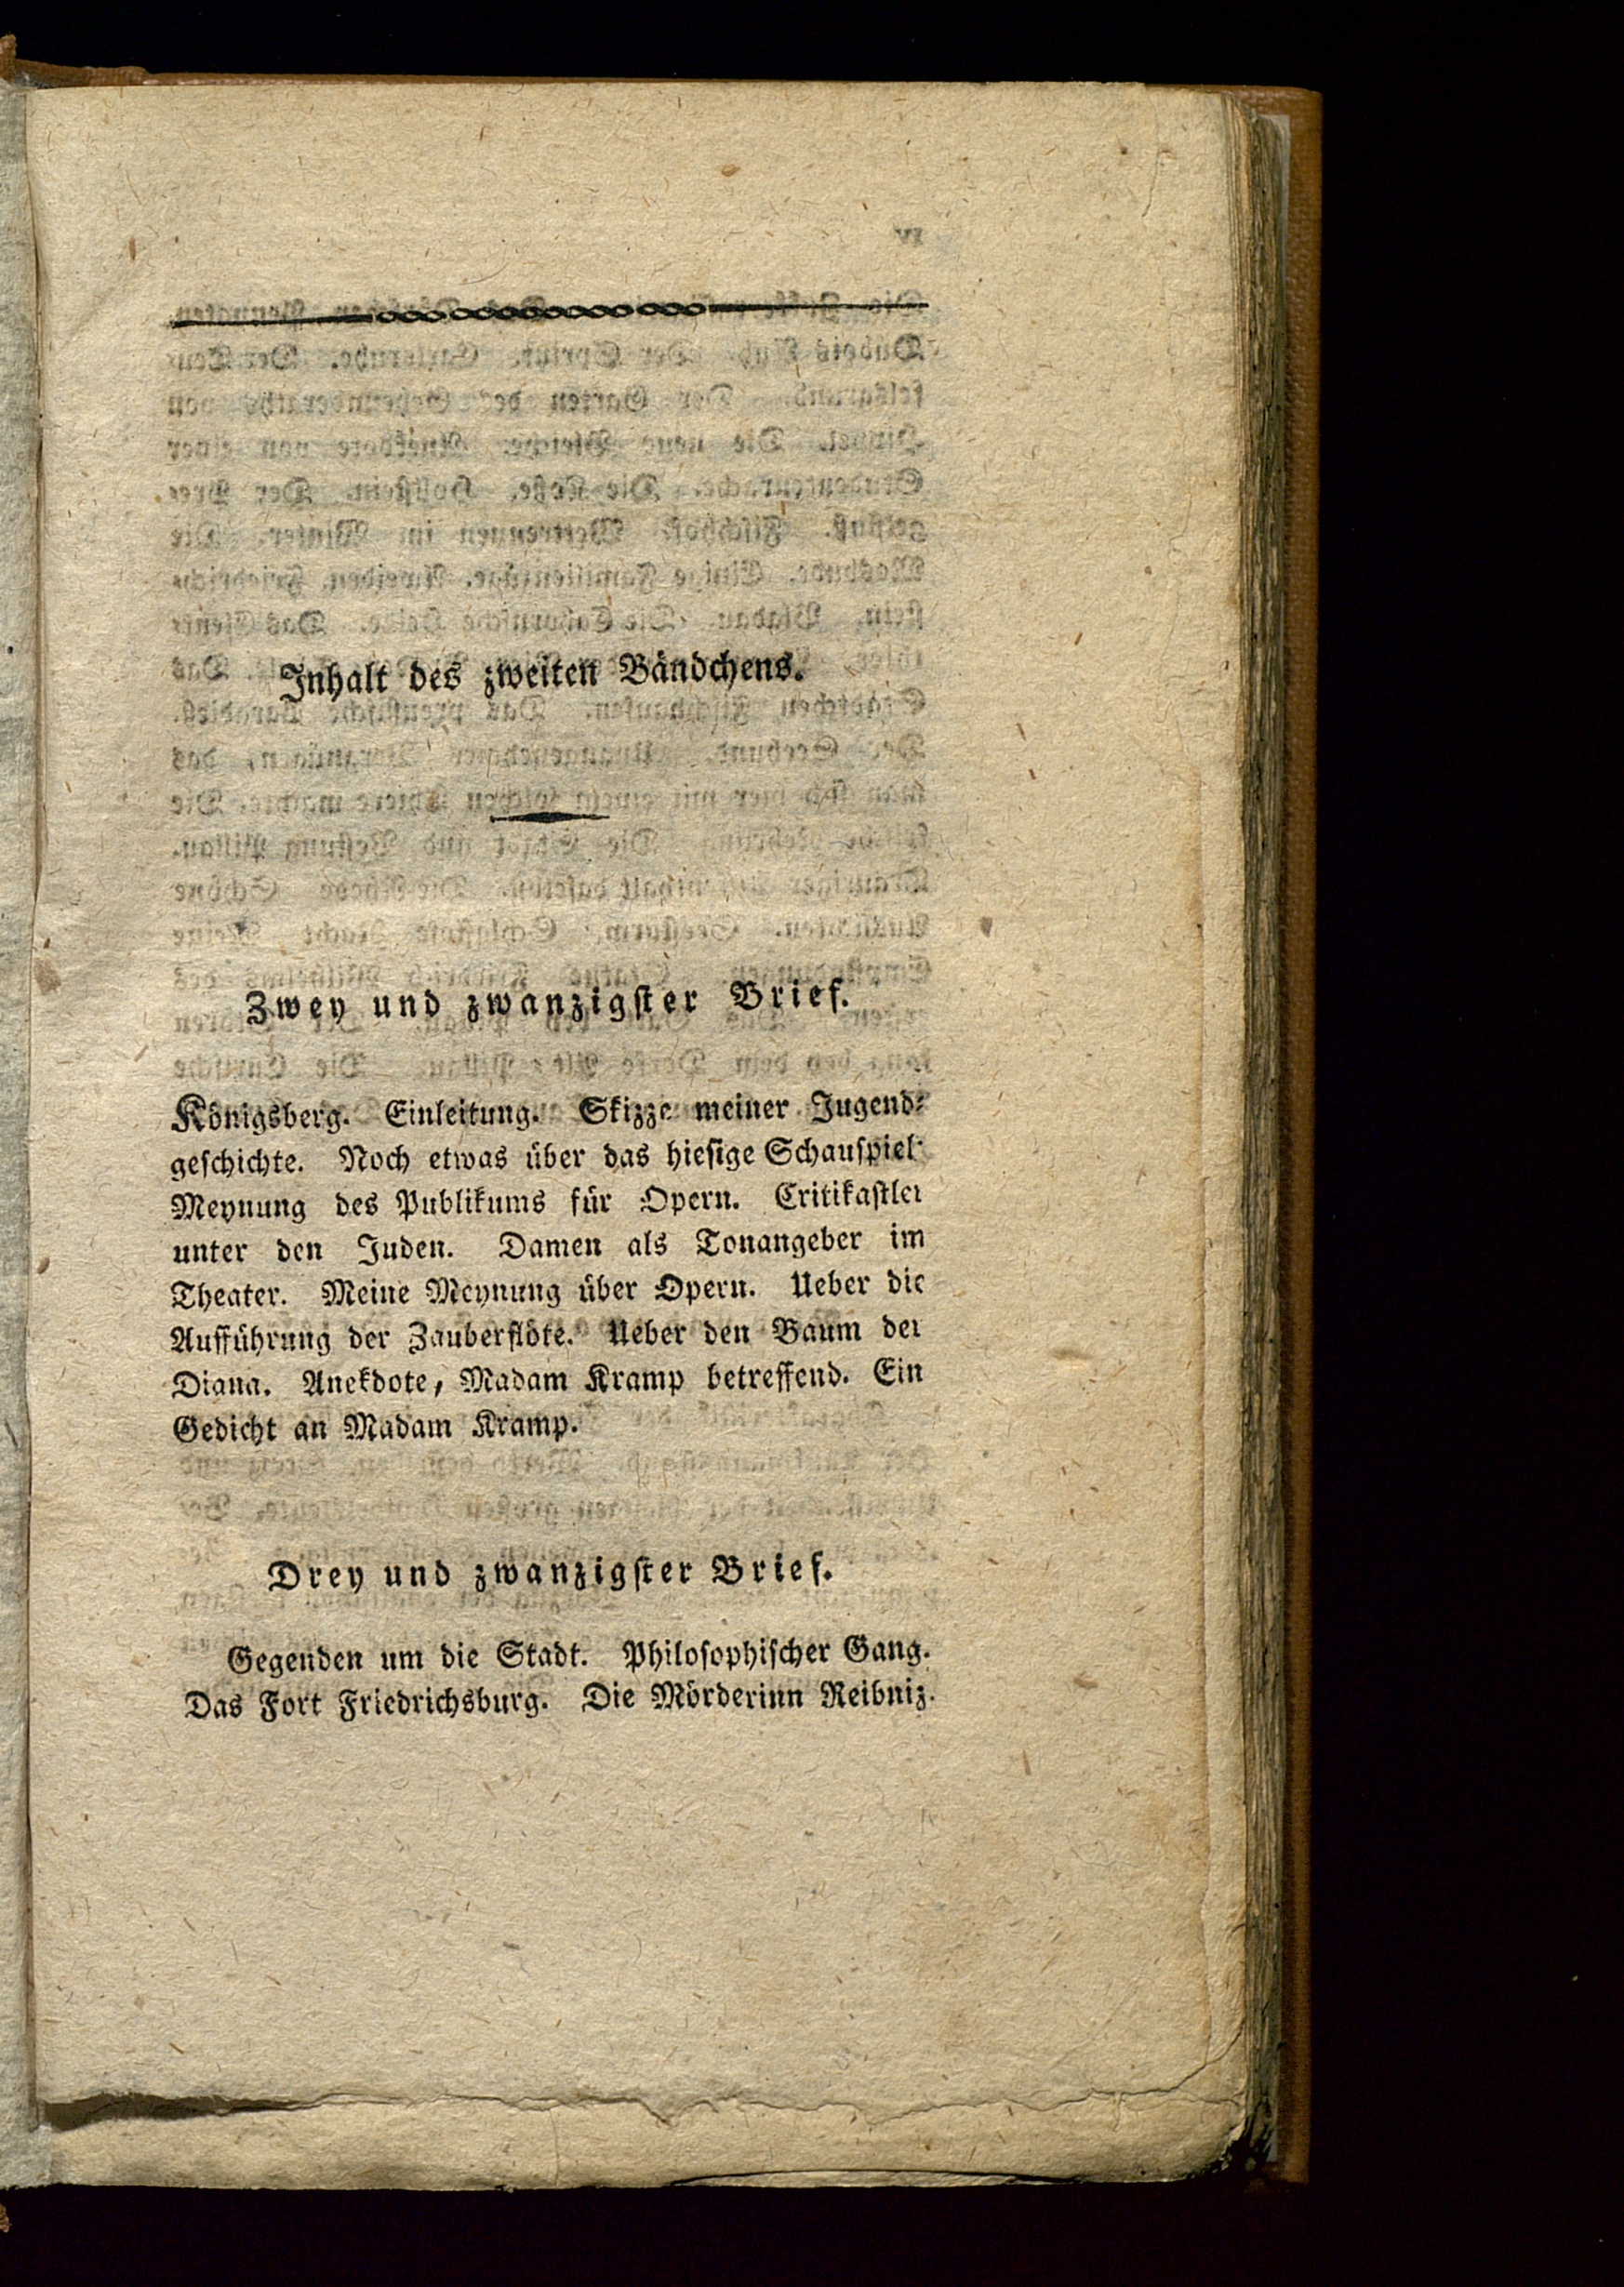 Inhalt des zweiten Bändchens.
Zwey und zwanzigster Brief.
Königsberg. Einleitung. Skizze meiner Jugend-
geschichte. Noch etwas über das hiesige Schauspiel
Meynung des Publikums für Opern. Critikastler
unter den Juden. Damen als Tonangeber im
Theater. Meine Meynung über Opern. Ueber die
Aufführung der Zauberflöte. Ueber den Baum der
Diana. Anekdote, Madam Kramp betreffend. Ein
Gedicht an Madam Kramp.
Drey und zwanzigster Brief.
Gegenden um die Stadt. Philosophischer Gang.
Das Fort Friedrichsburg. Die Mörderinn Reibniz.